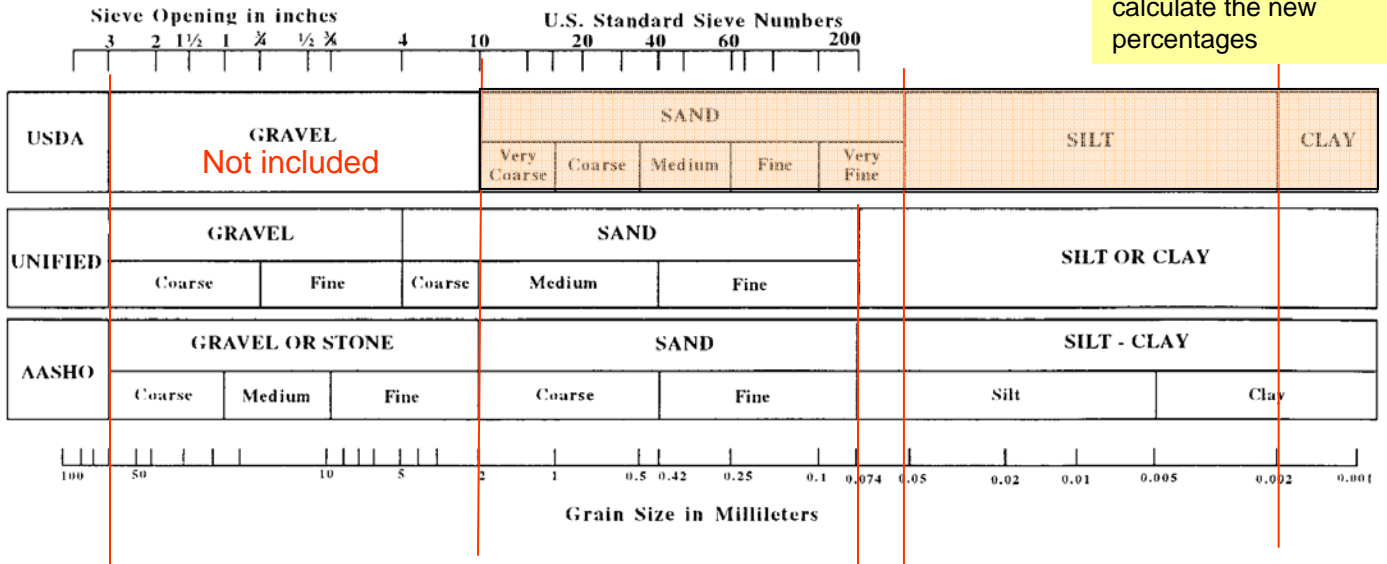 calculate the new
percentages
Sieve Opening in inches
U.S. Standard Sieve Numbers
3 2 1½ 1 ¾ ½ ⅜ 4 10 20 40 60 200
USDA
GRAVEL
Not included
SAND
Very Coarse
Coarse
Medium
Fine
Very Fine
SILT
CLAY
UNIFIED
GRAVEL
SAND
SILT OR CLAY
Coarse
Fine
Coarse
Medium
Fine
AASHO
GRAVEL OR STONE
SAND
SILT - CLAY
Coarse
Medium
Fine
Coarse
Fine
Silt
Clay
100 50 10 5 2 1 0.5 0.42 0.25 0.1 0.074 0.05 0.02 0.01 0.005 0.002 0.001
Grain Size in Millileters